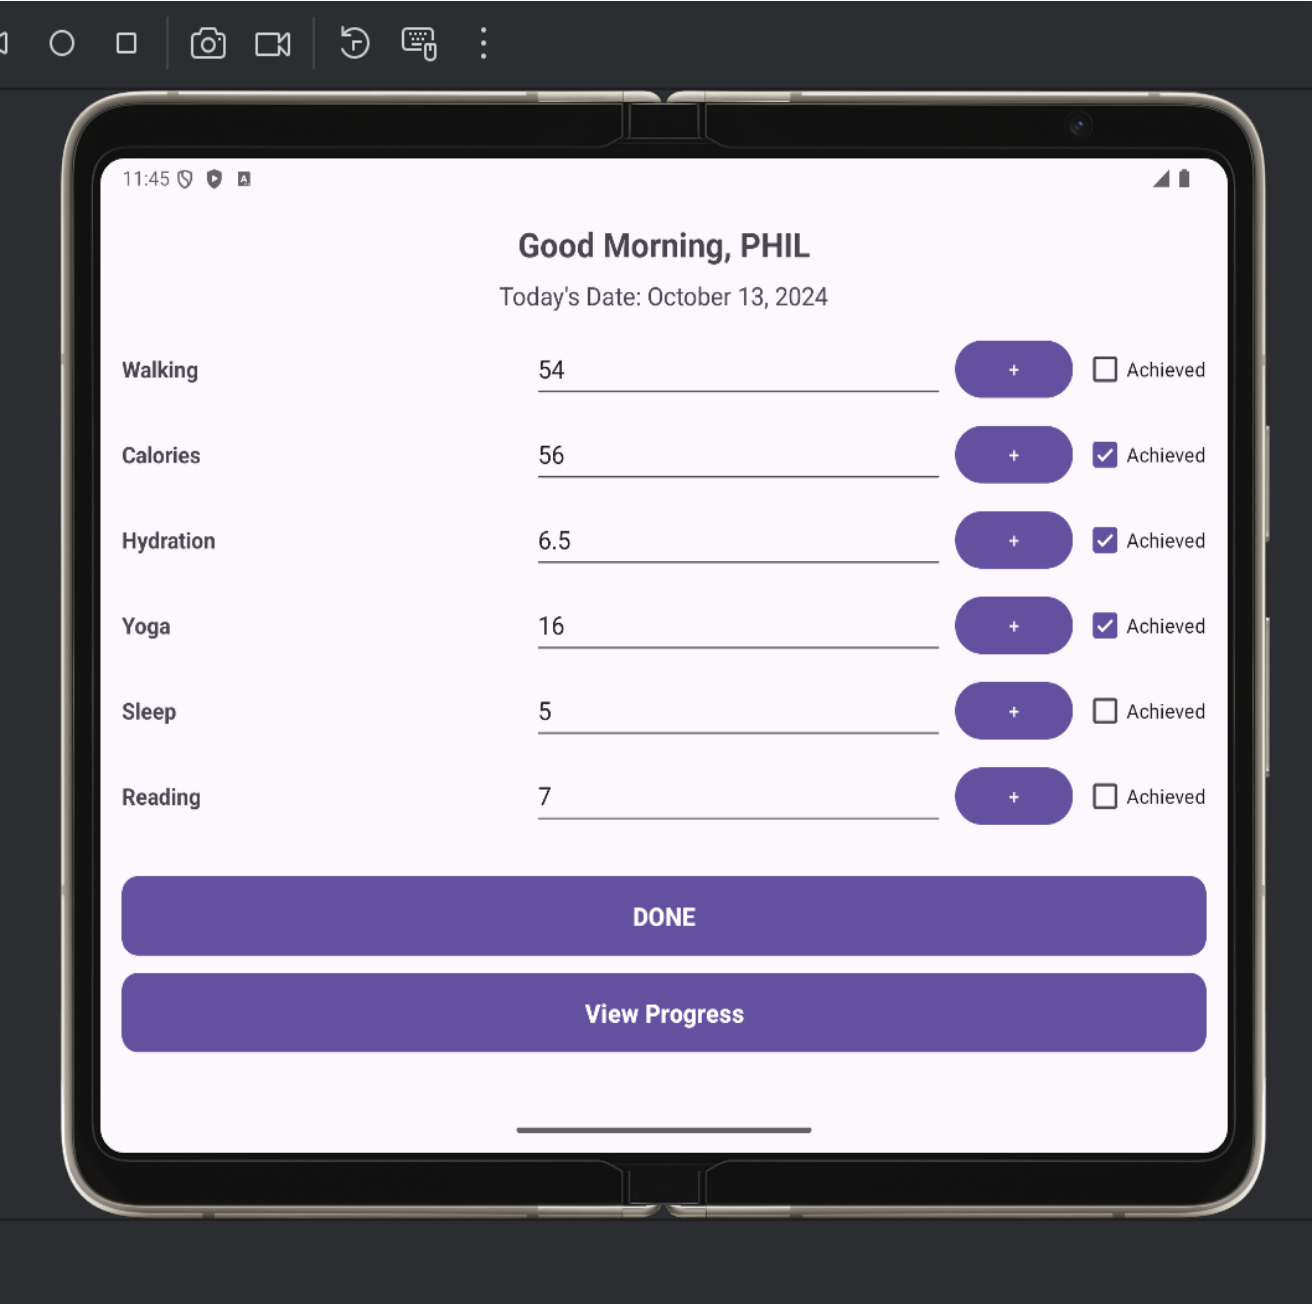 11:45
Good Morning, PHIL
Today's Date: October 13, 2024
Walking 54 + Achieved
Calories 56 + Achieved
Hydration 6.5 + Achieved
Yoga 16 + Achieved
Sleep 5 + Achieved
Reading 7 + Achieved
DONE
View Progress